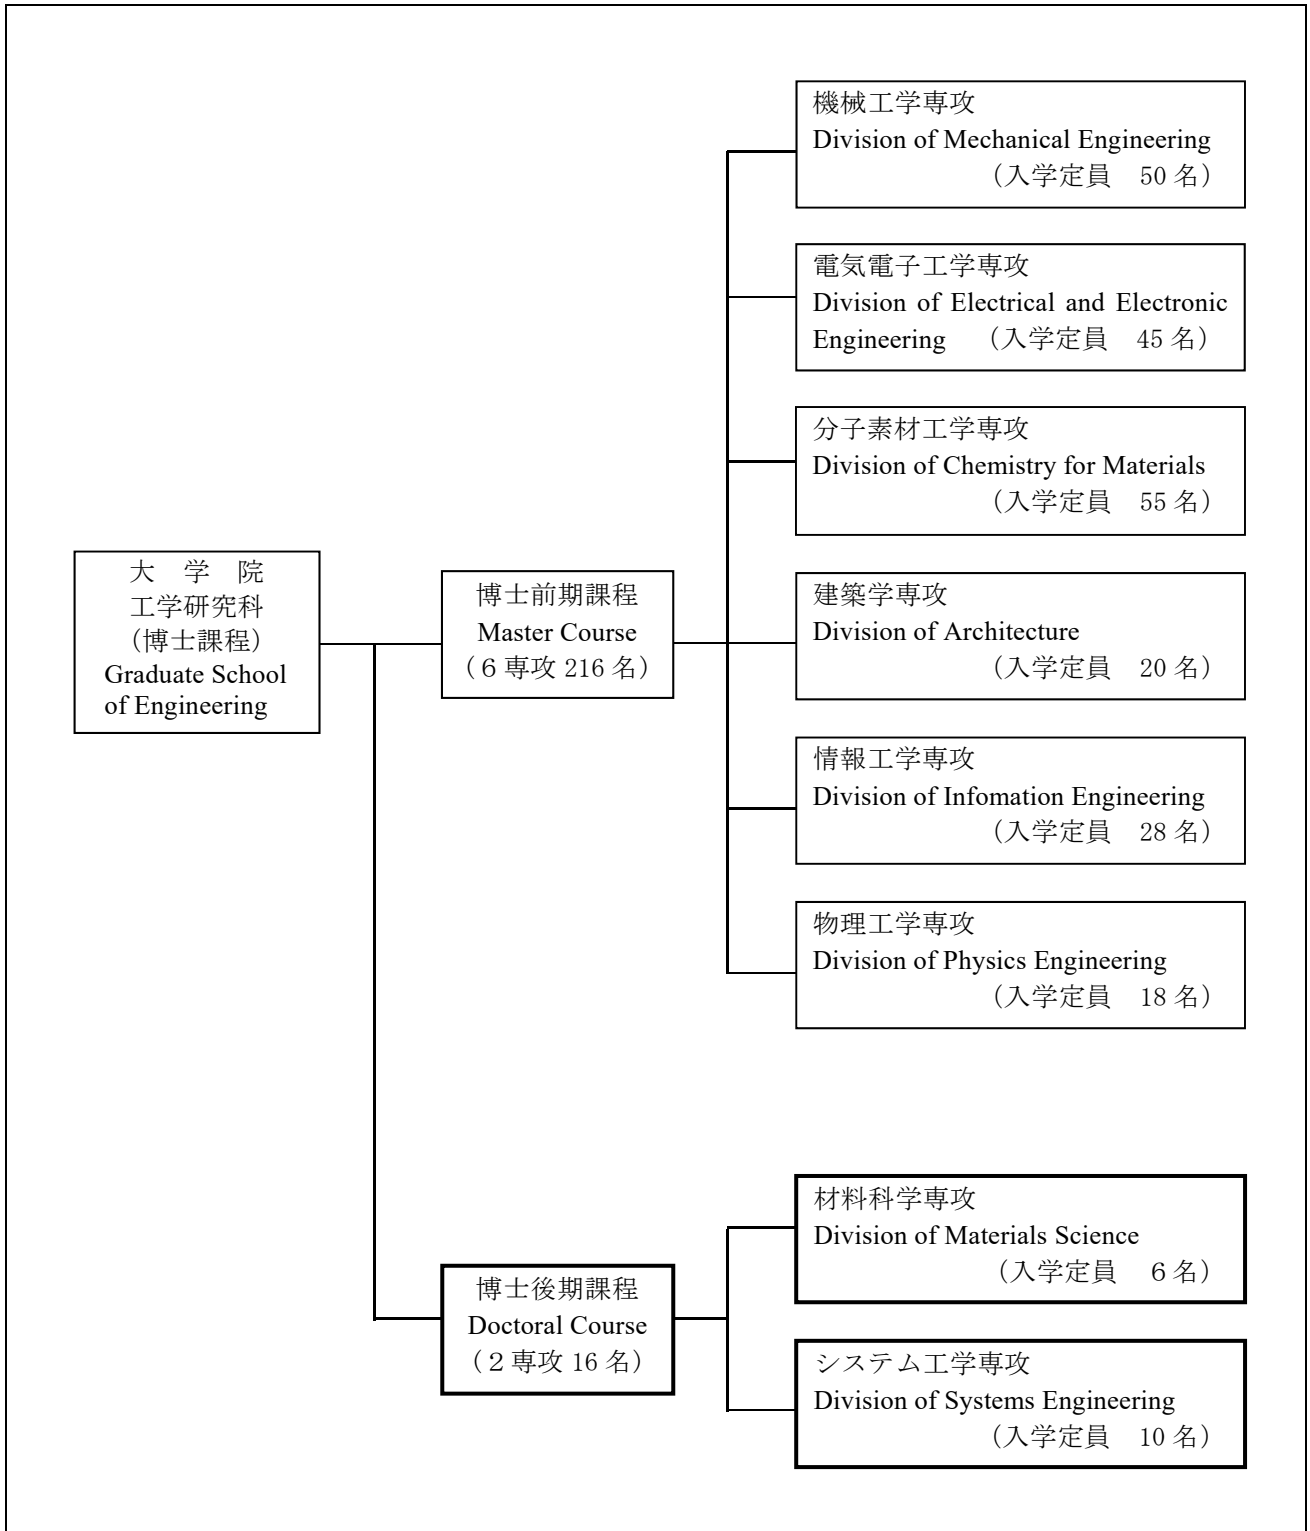 大　学　院
工学研究科
（博士課程）
Graduate School
of Engineering
博士前期課程
Master Course
（６専攻 216 名）
機械工学専攻
Division of Mechanical Engineering
（入学定員　50 名）
電気電子工学専攻
Division of Electrical and Electronic
Engineering　（入学定員　45 名）
分子素材工学専攻
Division of Chemistry for Materials
（入学定員　55 名）
建築学専攻
Division of Architecture
（入学定員　20 名）
情報工学専攻
Division of Infomation Engineering
（入学定員　28 名）
物理工学専攻
Division of Physics Engineering
（入学定員　18 名）
博士後期課程
Doctoral Course
（２専攻 16 名）
材料科学専攻
Division of Materials Science
（入学定員　６名）
システム工学専攻
Division of Systems Engineering
（入学定員　10 名）